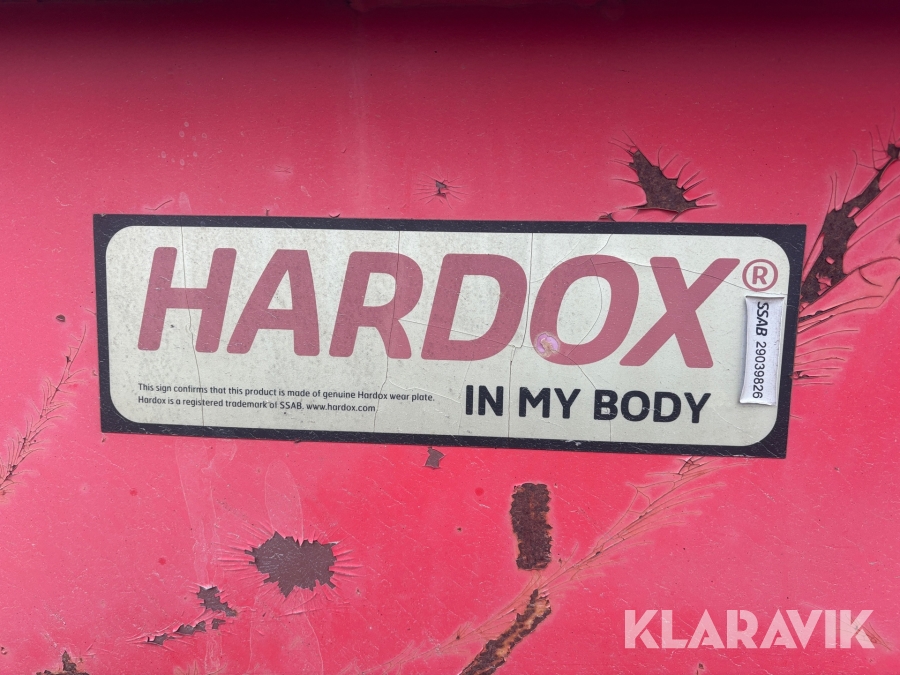 HARDOX®
SSAB 29039826
This sign confirms that this product is made of genuine Hardox wear plate.
Hardox is a registered trademark of SSAB. www.hardox.com
IN MY BODY
KLARAVIK